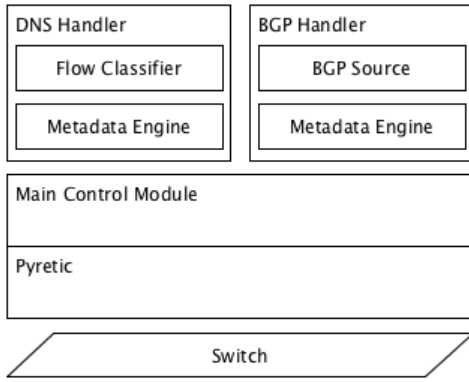 DNS Handler
Flow Classifier
Metadata Engine
BGP Handler
BGP Source
Metadata Engine
Main Control Module
Pyretic
Switch